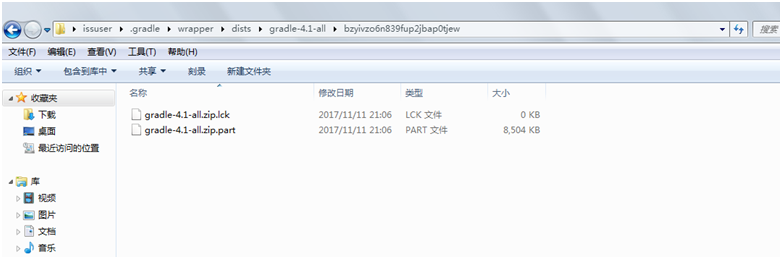 issuser ▸ .gradle ▸ wrapper ▸ dists ▸ gradle-4.1-all ▸ bzyivzo6n839fup2jbap0tjew
搜索
文件(F) 编辑(E) 查看(V) 工具(T) 帮助(H)
组织 包含到库中 共享 刻录 新建文件夹
收藏夹
下载
桌面
最近访问的位置
库
视频
图片
文档
音乐
名称 修改日期 类型 大小
gradle-4.1-all.zip.lck 2017/11/11 21:06 LCK 文件 0 KB
gradle-4.1-all.zip.part 2017/11/11 21:06 PART 文件 8,504 KB